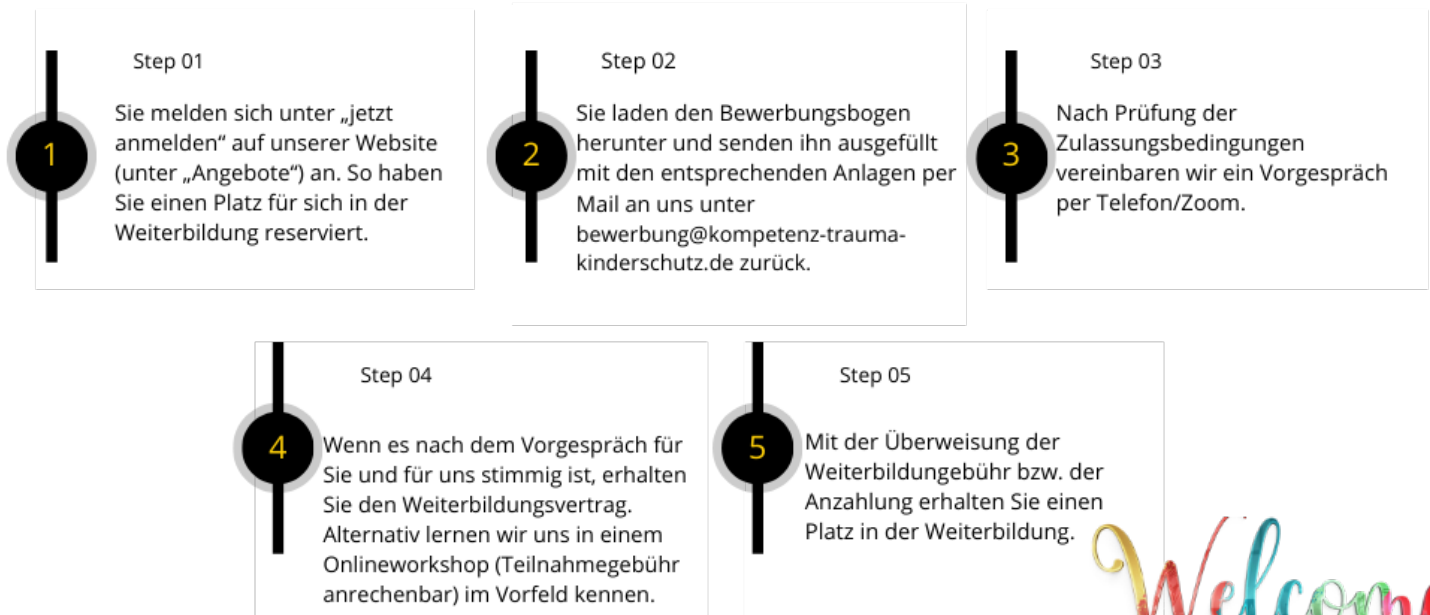 Step 01
1
Sie melden sich unter „jetzt
anmelden“ auf unserer Website
(unter „Angebote“) an. So haben
Sie einen Platz für sich in der
Weiterbildung reserviert.
Step 02
2
Sie laden den Bewerbungsbogen
herunter und senden ihn ausgefüllt
mit den entsprechenden Anlagen per
Mail an uns unter
bewerbung@kompetenz-trauma-
kinderschutz.de zurück.
Step 03
3
Nach Prüfung der
Zulassungsbedingungen
vereinbaren wir ein Vorgespräch
per Telefon/Zoom.
Step 04
4
Wenn es nach dem Vorgespräch für
Sie und für uns stimmig ist, erhalten
Sie den Weiterbildungsvertrag.
Alternativ lernen wir uns in einem
Onlineworkshop (Teilnahmegebühr
anrechenbar) im Vorfeld kennen.
Step 05
5
Mit der Überweisung der
Weiterbildungebühr bzw. der
Anzahlung erhalten Sie einen
Platz in der Weiterbildung.
Welcome